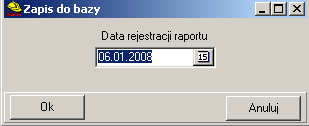 Zapis do bazy
Data rejestracji raportu
06.01.2008 15
Ok Anuluj